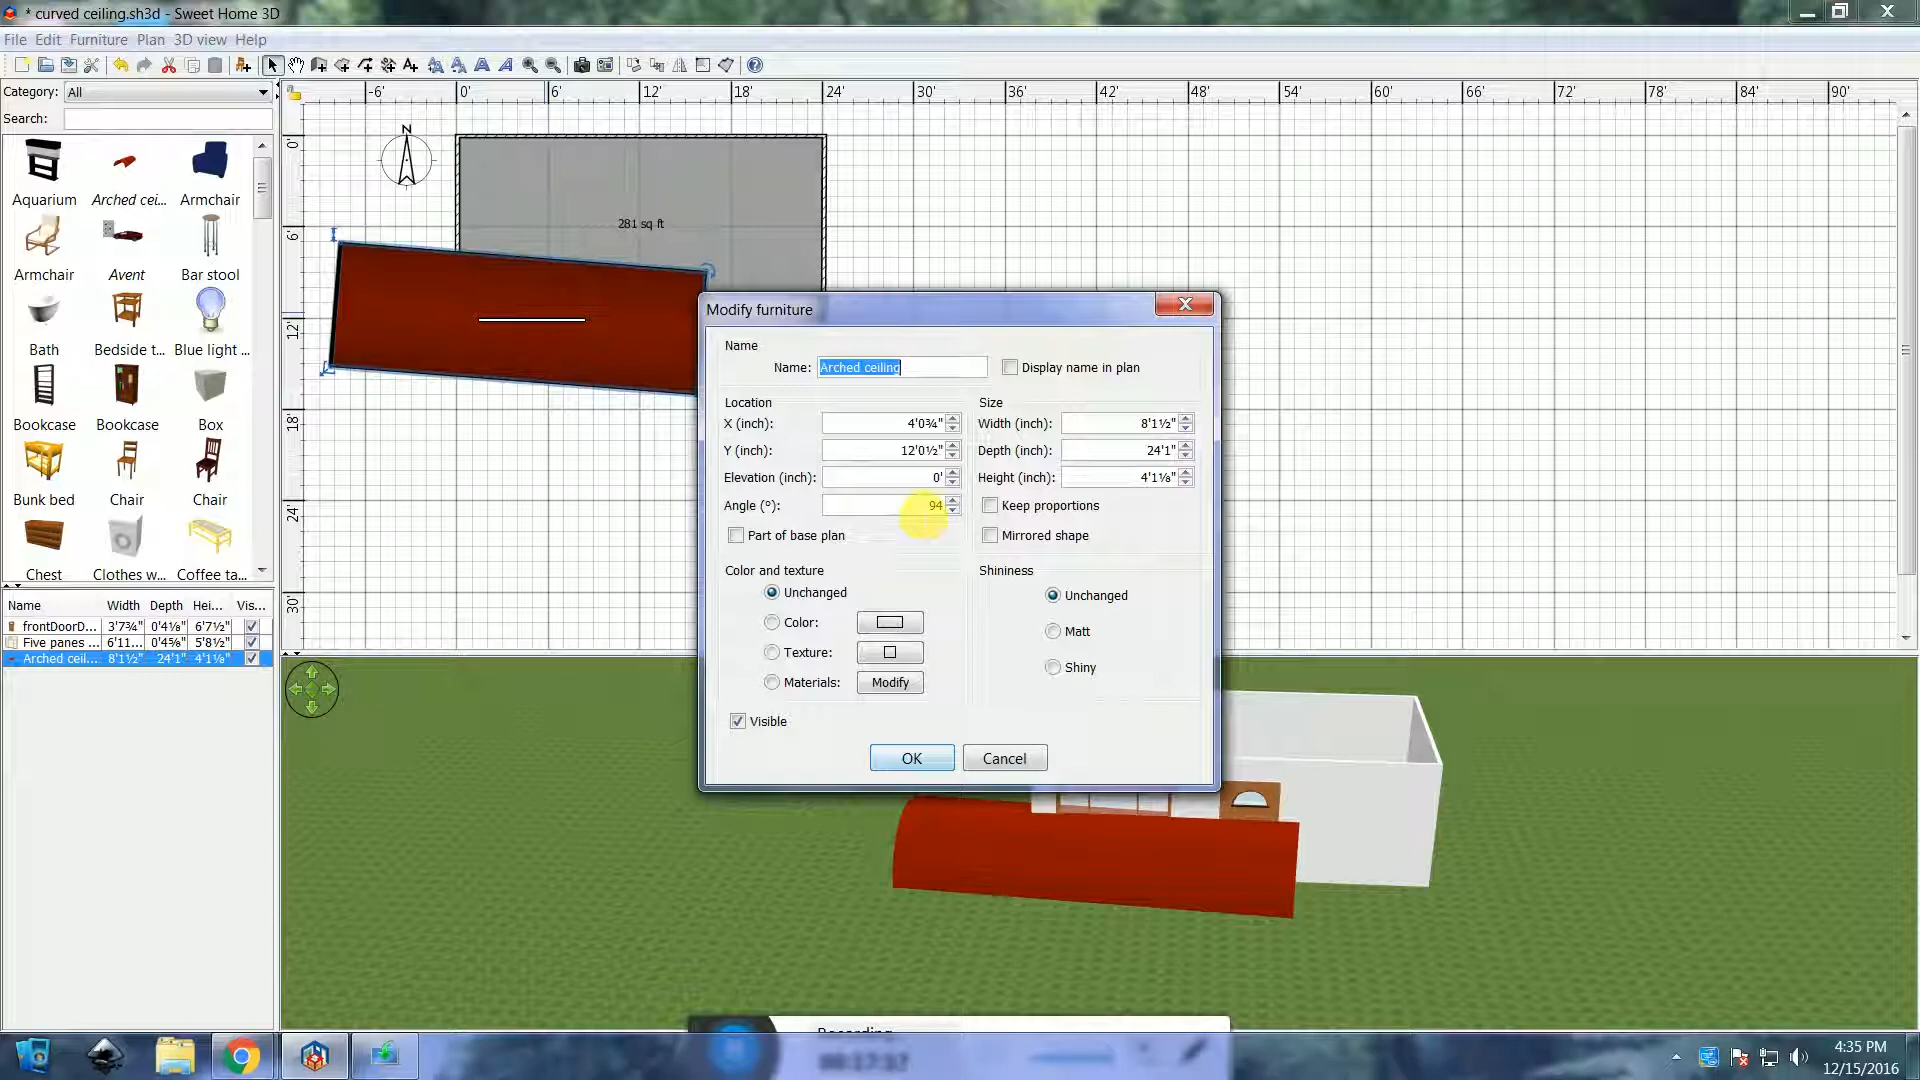 * curved ceiling.sh3d - Sweet Home 3D
File Edit Furniture Plan 3D view Help
Category: All
Search:
Aquarium Arched cei... Armchair
Armchair Avent Bar stool
Bath Bedside t... Blue light ...
Bookcase Bookcase Box
Bunk bed Chair Chair
Chest Clothes w... Coffee ta...
Name Width Depth Hei... Vis...
frontDoorD... 3'7¾" 0'4⅛" 6'7½"
Five panes ... 6'11... 0'4⅝" 5'8½"
Arched ceil... 8'1½" 24'1" 4'1⅛"
-6' 0' 6' 12' 18' 24' 30' 36' 42' 48' 54' 60' 66' 72' 78' 84' 90'
0'
6'
12'
18'
24'
30'
N
281 sq ft
Modify furniture
Name
Name: Arched ceiling Display name in plan
Location Size
X (inch): 4'0¾" Width (inch): 8'1½"
Y (inch): 12'0½" Depth (inch): 24'1"
Elevation (inch): 0' Height (inch): 4'1⅛"
Angle (°): 94 Keep proportions
Part of base plan Mirrored shape
Color and texture Shininess
Unchanged Unchanged
Color: Matt
Texture: Shiny
Materials: Modify
Visible
OK Cancel
4:35 PM
12/15/2016